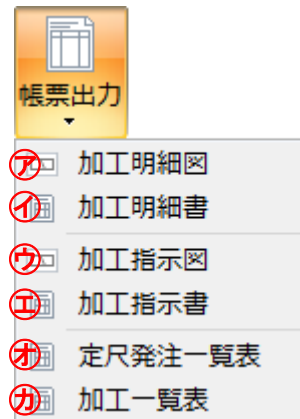 帳票出力
㋐ 加工明細図
㋑ 加工明細書
㋒ 加工指示図
㋓ 加工指示書
㋔ 定尺発注一覧表
㋕ 加工一覧表